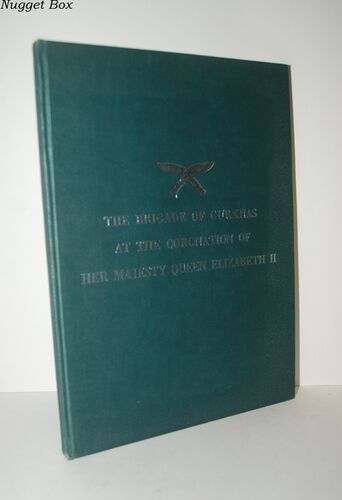 Nugget Box
THE BRIGADE OF GURKHAS
AT THE CORONATION OF
HER MAJESTY QUEEN ELIZABETH II